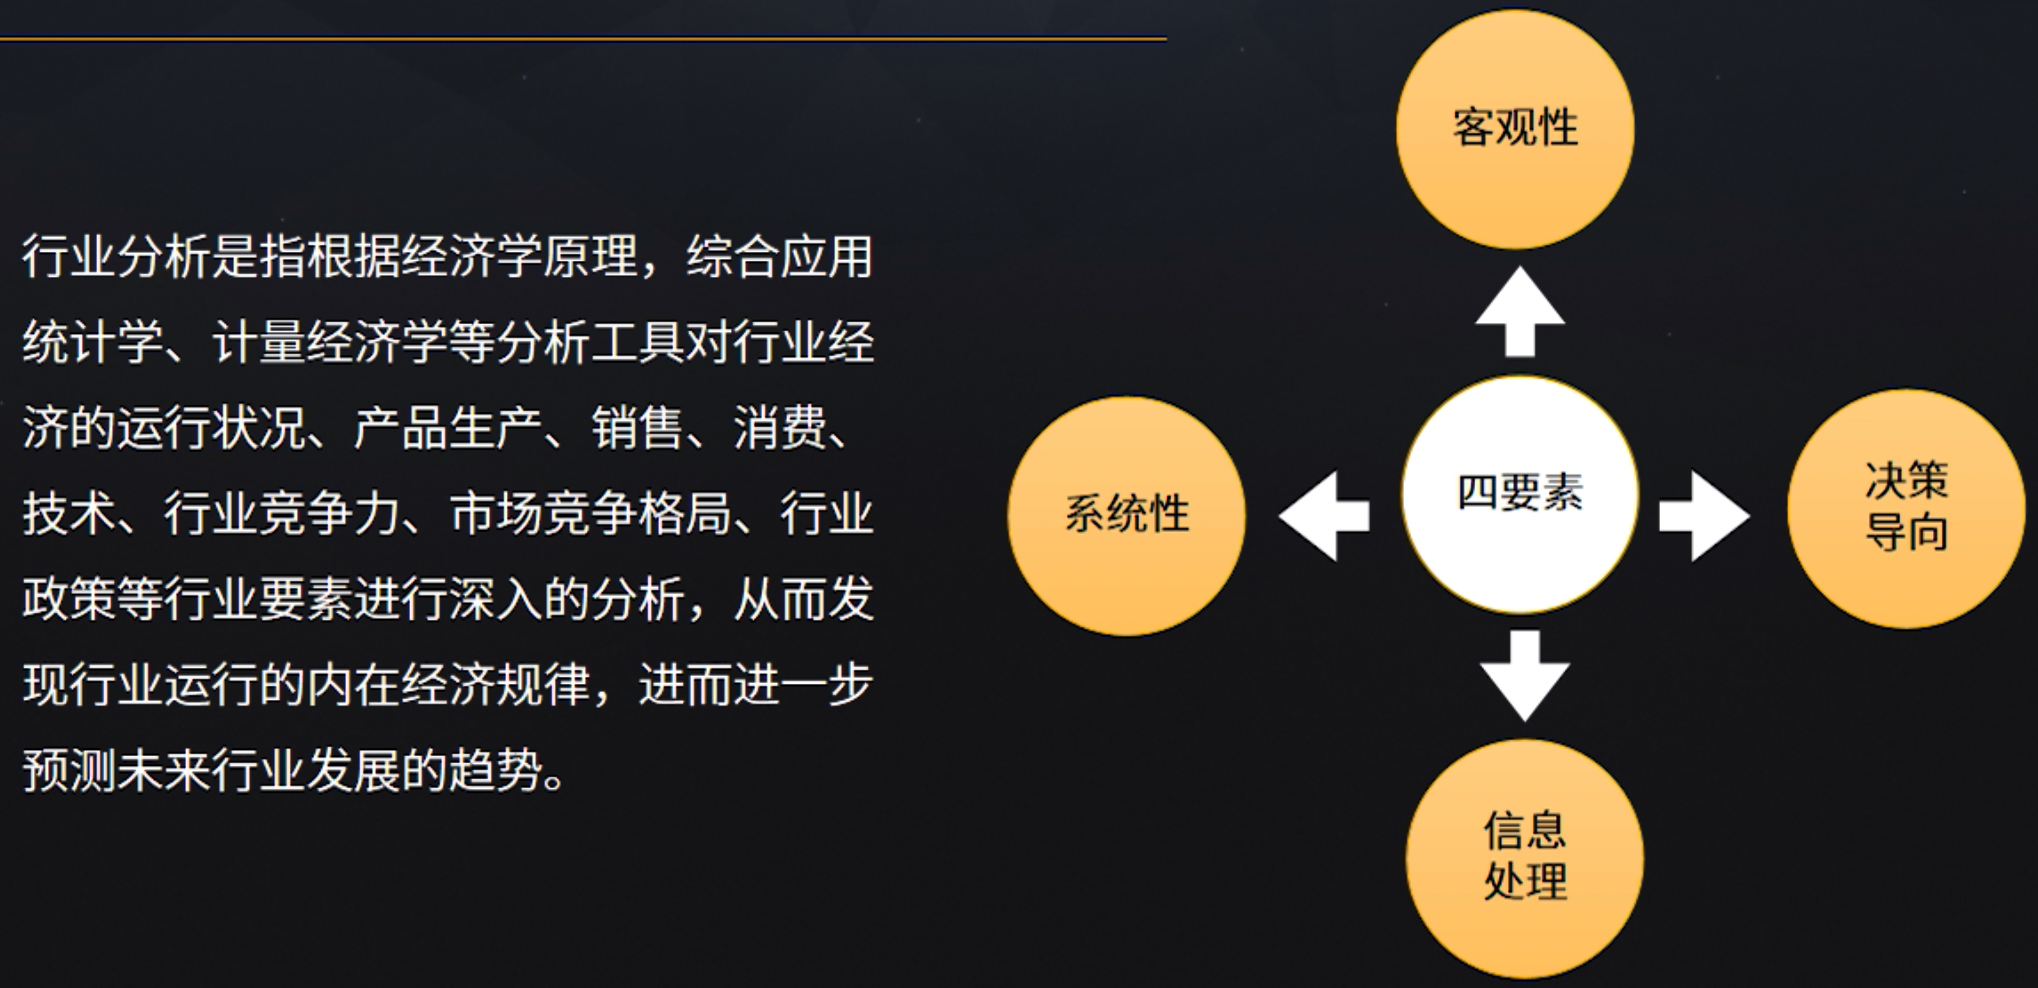 行业分析是指根据经济学原理，综合应用
统计学、计量经济学等分析工具对行业经
济的运行状况、产品生产、销售、消费、
技术、行业竞争力、市场竞争格局、行业
政策等行业要素进行深入的分析，从而发
现行业运行的内在经济规律，进而进一步
预测未来行业发展的趋势。
客观性
系统性
四要素
决策
导向
信息
处理